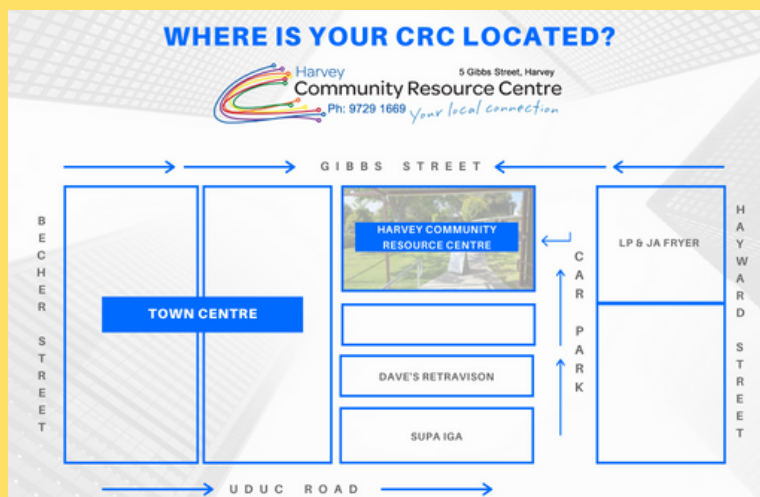 WHERE IS YOUR CRC LOCATED?
Harvey
5 Gibbs Street, Harvey
Community Resource Centre
Ph: 9729 1669
Your local connection
GIBBS STREET
BECHER STREET
HARVEY COMMUNITY
RESOURCE CENTRE
LP & JA FRYER
HAYWARD STREET
CAR PARK
TOWN CENTRE
DAVE'S RETRAVISON
SUPA IGA
UDUC ROAD